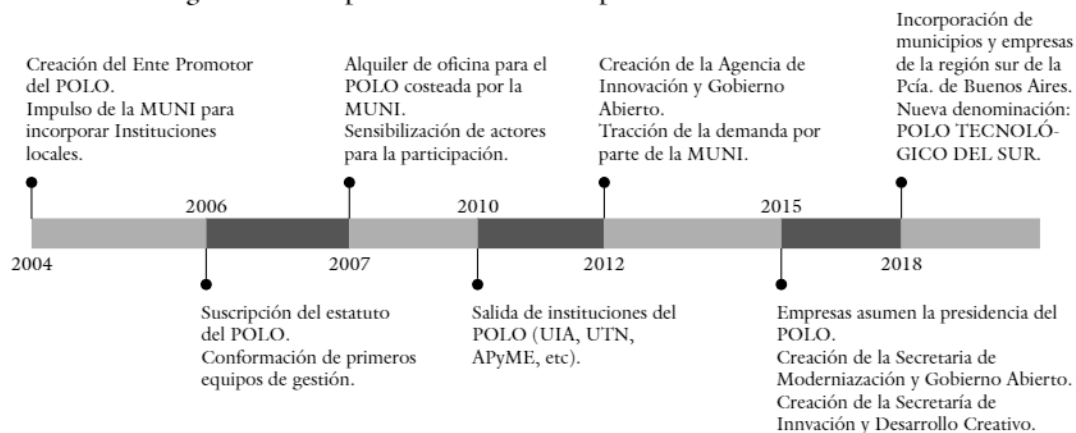 Creación del Ente Promotor
del POLO.
Impulso de la MUNI para
incorporar Instituciones
locales.
Alquiler de oficina para el
POLO costeada por la
MUNI.
Sensibilización de actores
para la participación.
Creación de la Agencia de
Innovación y Gobierno
Abierto.
Tracción de la demanda por
parte de la MUNI.
Incorporación de
municipios y empresas
de la región sur de la
Pcía. de Buenos Aires.
Nueva denominación:
POLO TECNOLÓ-
GICO DEL SUR.
2006
2010
2015
2004
2007
2012
2018
Suscripción del estatuto
del POLO.
Conformación de primeros
equipos de gestión.
Salida de instituciones del
POLO (UIA, UTN,
APyME, etc).
Empresas asumen la presidencia del
POLO.
Creación de la Secretaria de
Moderniazación y Gobierno Abierto.
Creación de la Secretaría de
Innvación y Desarrollo Creativo.